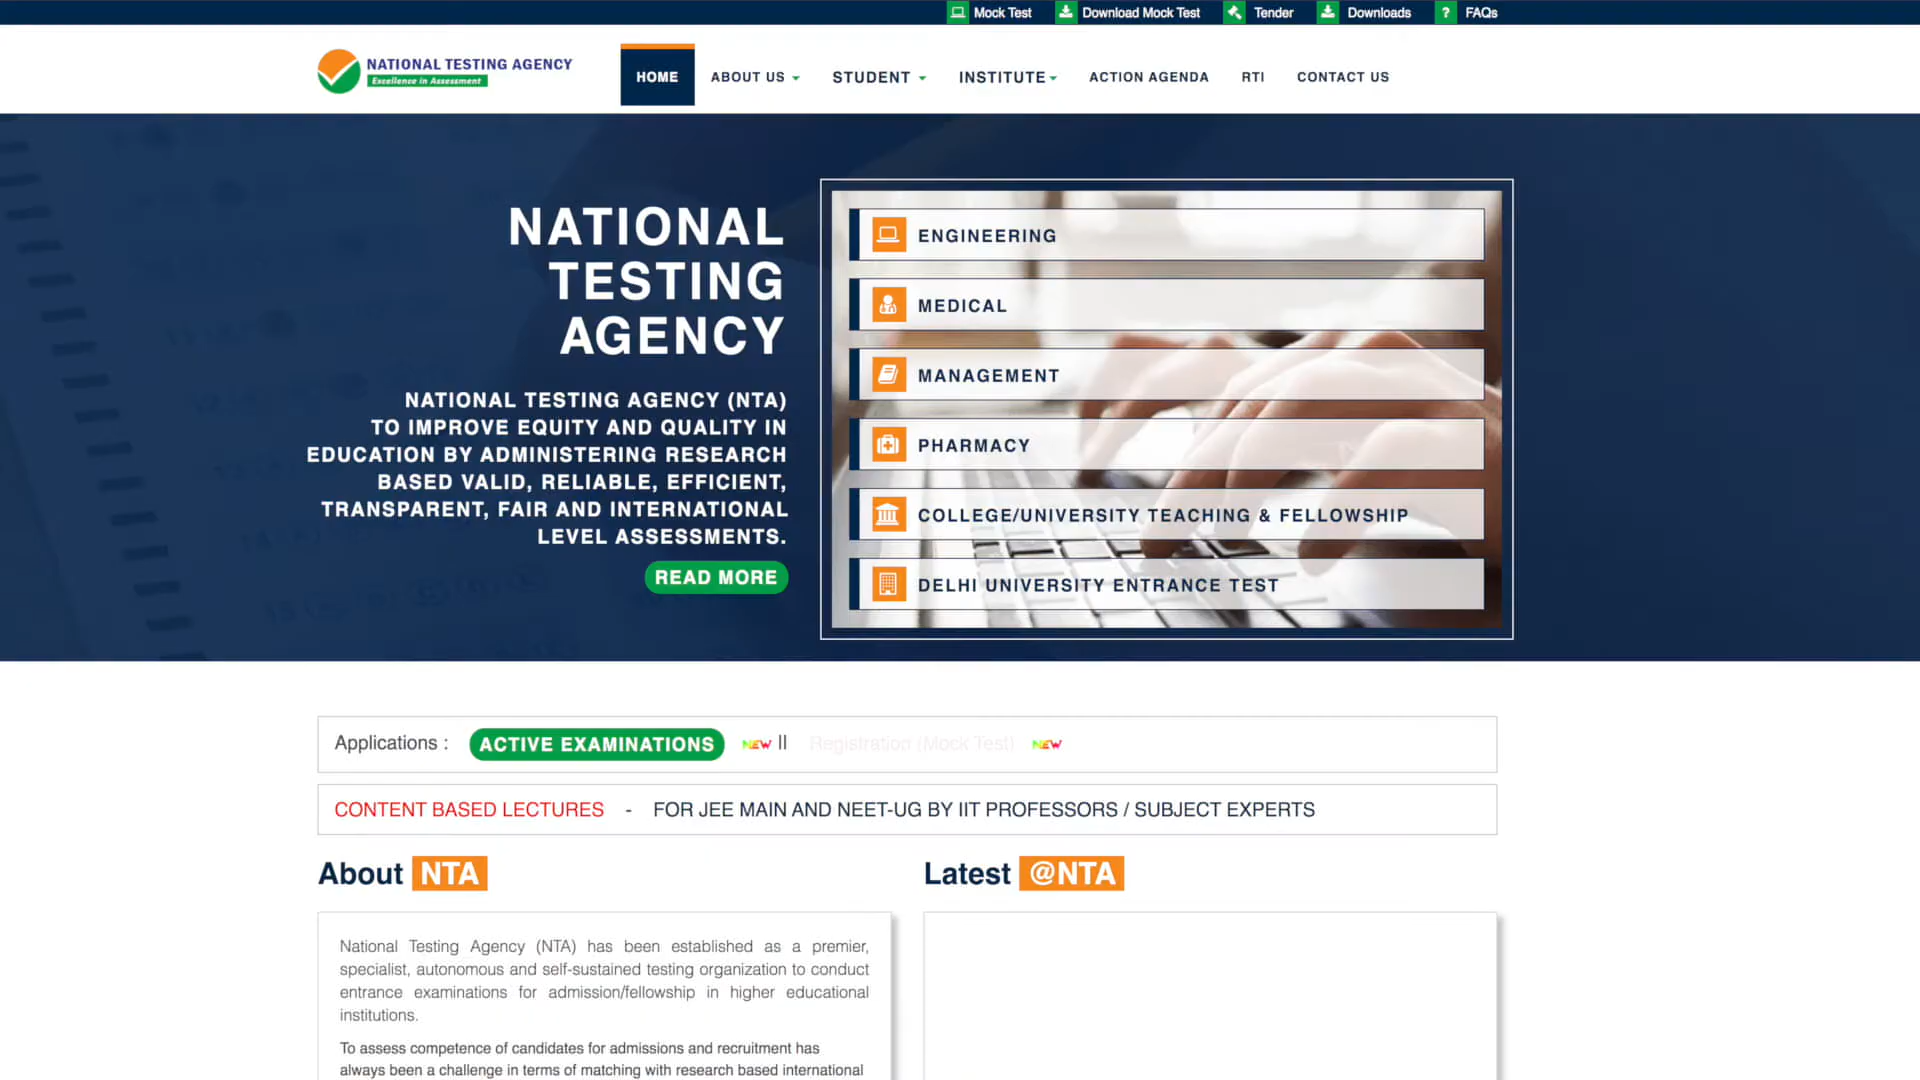 Mock Test Download Mock Test Tender Downloads ? FAQs
NATIONAL TESTING AGENCY
Excellence in Assessment
HOME ABOUT US STUDENT INSTITUTE ACTION AGENDA RTI CONTACT US
NATIONAL
TESTING
AGENCY
NATIONAL TESTING AGENCY (NTA)
TO IMPROVE EQUITY AND QUALITY IN
EDUCATION BY ADMINISTERING RESEARCH
BASED VALID, RELIABLE, EFFICIENT,
TRANSPARENT, FAIR AND INTERNATIONAL
LEVEL ASSESSMENTS.
READ MORE
ENGINEERING
MEDICAL
MANAGEMENT
PHARMACY
COLLEGE/UNIVERSITY TEACHING & FELLOWSHIP
DELHI UNIVERSITY ENTRANCE TEST
Applications : ACTIVE EXAMINATIONS NEW || Registration (Mock Test) NEW
CONTENT BASED LECTURES - FOR JEE MAIN AND NEET-UG BY IIT PROFESSORS / SUBJECT EXPERTS
About NTA
National Testing Agency (NTA) has been established as a premier,
specialist, autonomous and self-sustained testing organization to conduct
entrance examinations for admission/fellowship in higher educational
institutions.
To assess competence of candidates for admissions and recruitment has
always been a challenge in terms of matching with research based international
Latest @NTA